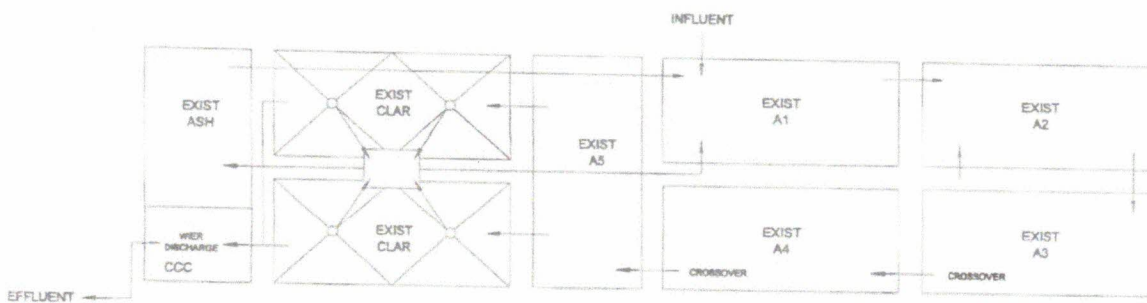 INFLUENT
EXIST
ASH
EXIST
CLAR
EXIST
A5
EXIST
A1
EXIST
A2
WIER
DISCHARGE
CCC
EXIST
CLAR
EXIST
A4
EXIST
A3
CROSSOVER
CROSSOVER
EFFLUENT